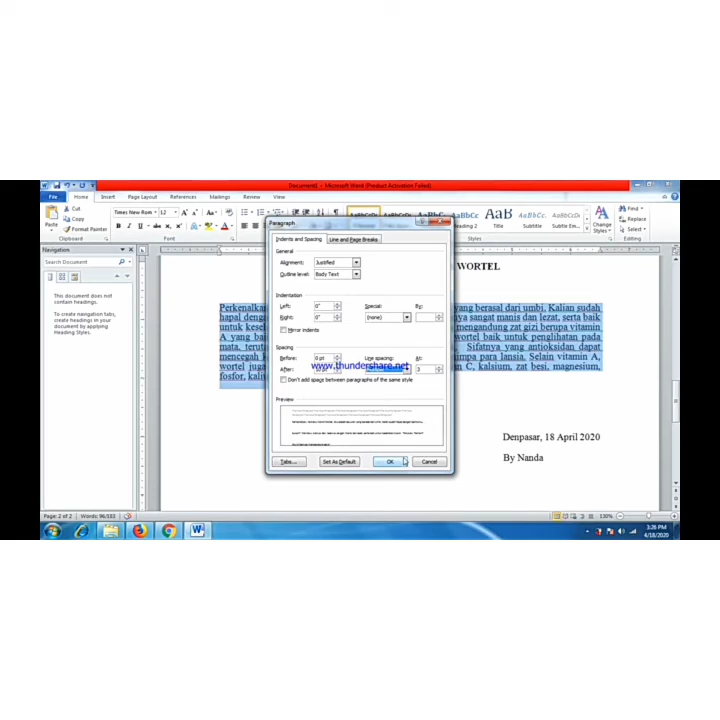 Document1 - Microsoft Word (Product Activation Failed)
File Home Insert Page Layout References Mailings Review View
Cut
Copy
Format Painter
Paste
Times New Rom 12
Heading 2 Title Subtitle Subtle Em...
Change Styles
Find
Replace
Select
Clipboard Font Styles Editing
Navigation
Search Document
This document does not contain headings.
To create navigation tabs, create headings in your document by applying Heading Styles.
Paragraph
Indents and Spacing Line and Page Breaks
General
Alignment: Justified
Outline level: Body Text
Indentation
Left: 0" Special: By:
Right: 0" (none)
Mirror indents
Spacing
Before: 0 pt Line spacing: At:
After: 3
www.thundershare.net
Don't add space between paragraphs of the same style
Preview
Tabs... Set As Default OK Cancel
WORTEL
Perkenalkan yang berasal dari umbi. Kalian sudah
hapal nya sangat manis dan lezat, serta baik
untuk mengandung zat gizi berupa vitamin
A yang wortel baik untuk penglihatan pada
mata, Sifatnya yang antioksidan dapat
mencegah para lansia. Selain vitamin A,
wortel C, kalsium, zat besi, magnesium,
fosfor,
Denpasar, 18 April 2020
By Nanda
Page: 2 of 2 Words: 96/553 130%
3:26 PM
4/18/2020